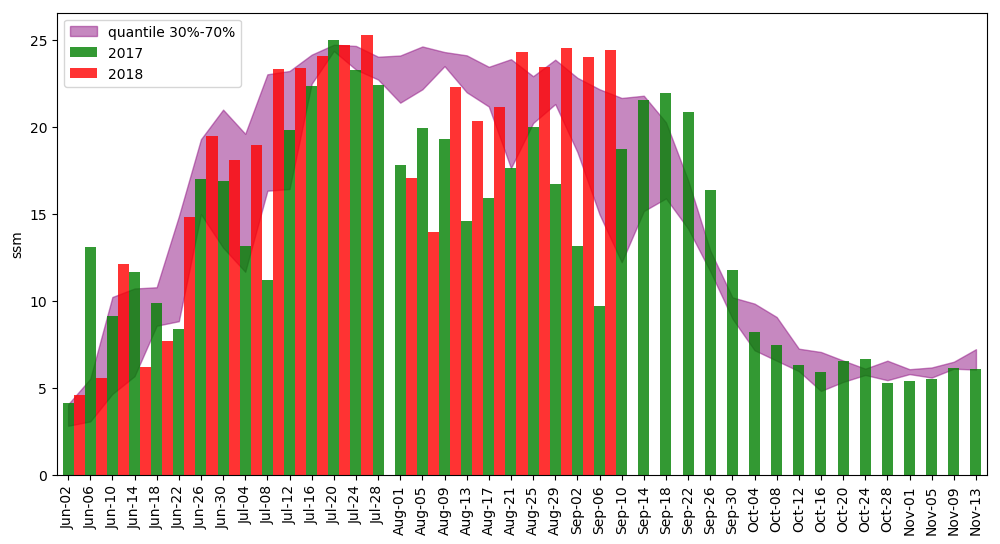 quantile 30%-70%
2017
2018
ssm
25
20
15
10
5
0
Jun-02
Jun-06
Jun-10
Jun-14
Jun-18
Jun-22
Jun-26
Jun-30
Jul-04
Jul-08
Jul-12
Jul-16
Jul-20
Jul-24
Jul-28
Aug-01
Aug-05
Aug-09
Aug-13
Aug-17
Aug-21
Aug-25
Aug-29
Sep-02
Sep-06
Sep-10
Sep-14
Sep-18
Sep-22
Sep-26
Sep-30
Oct-04
Oct-08
Oct-12
Oct-16
Oct-20
Oct-24
Oct-28
Nov-01
Nov-05
Nov-09
Nov-13